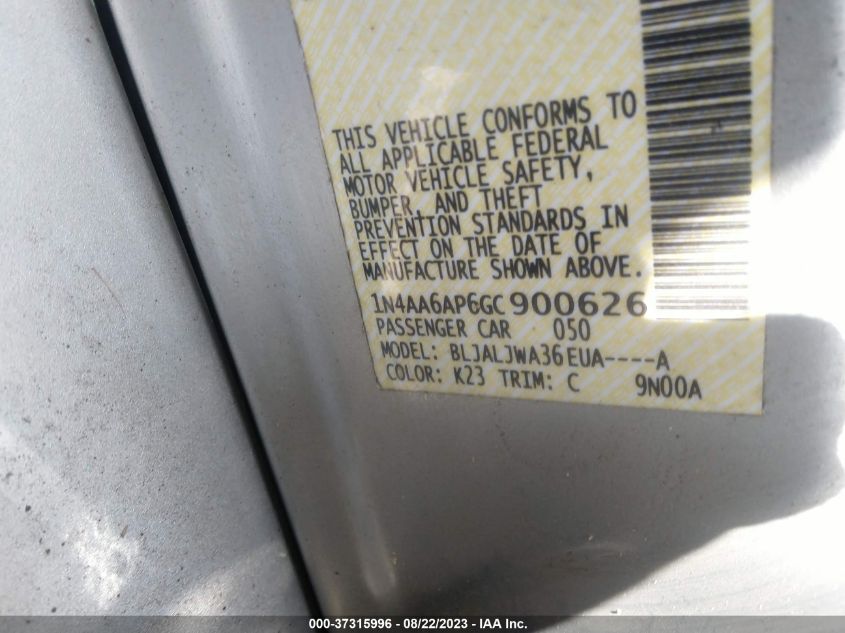 THIS VEHICLE CONFORMS TO
ALL APPLICABLE FEDERAL
MOTOR VEHICLE SAFETY,
BUMPER, AND THEFT
PREVENTION STANDARDS IN
EFFECT ON THE DATE OF
MANUFACTURE SHOWN ABOVE.
1N4AA6AP6GC900626
PASSENGER CAR 050
MODEL: BLJALJWA36EUA----A
COLOR: K23 TRIM: C 9N00A
000-37315996 - 08/22/2023 - IAA Inc.